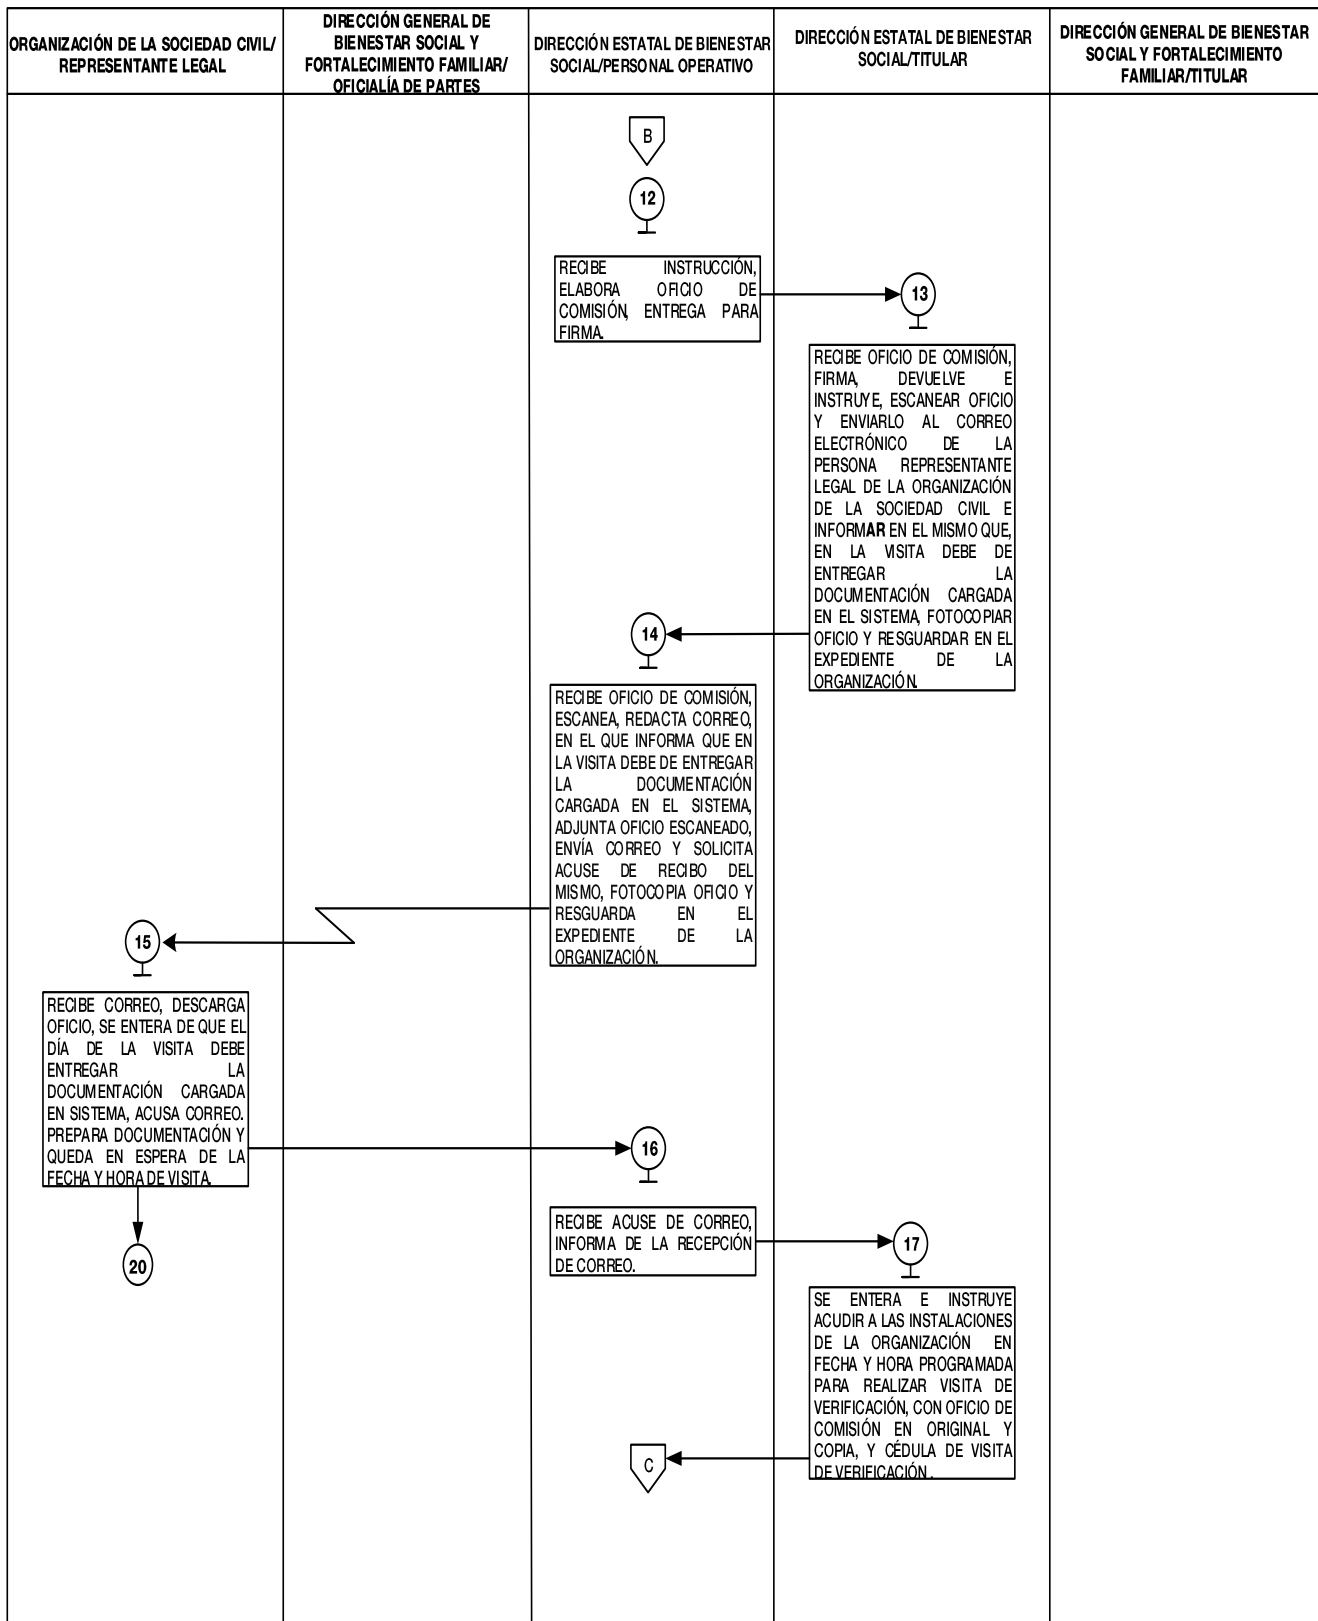 ORGANIZACIÓN DE LA SOCIEDAD CIVIL/
REPRESENTANTE LEGAL
DIRECCIÓN GENERAL DE
BIENESTAR SOCIAL Y
FORTALECIMIENTO FAMILIAR/
OFICIALÍA DE PARTES
DIRECCIÓN ESTATAL DE BIENESTAR
SOCIAL/PERSONAL OPERATIVO
DIRECCIÓN ESTATAL DE BIENESTAR
SOCIAL/TITULAR
DIRECCIÓN GENERAL DE BIENESTAR
SOCIAL Y FORTALECIMIENTO
FAMILIAR/TITULAR
B
12
RECIBE INSTRUCCIÓN,
ELABORA OFICIO DE
COMISIÓN, ENTREGA PARA
FIRMA.
13
RECIBE OFICIO DE COMISIÓN,
FIRMA, DEVUELVE E
INSTRUYE, ESCANEAR OFICIO
Y ENVIARLO AL CORREO
ELECTRÓNICO DE LA
PERSONA REPRESENTANTE
LEGAL DE LA ORGANIZACIÓN
DE LA SOCIEDAD CIVIL E
INFORMAR EN EL MISMO QUE,
EN LA VISITA DEBE DE
ENTREGAR LA
DOCUMENTACIÓN CARGADA
EN EL SISTEMA, FOTOCOPIAR
OFICIO Y RESGUARDAR EN EL
EXPEDIENTE DE LA
ORGANIZACIÓN.
14
RECIBE OFICIO DE COMISIÓN,
ESCANEA, REDACTA CORREO,
EN EL QUE INFORMA QUE EN
LA VISITA DEBE DE ENTREGAR
LA DOCUMENTACIÓN
CARGADA EN EL SISTEMA,
ADJUNTA OFICIO ESCANEADO,
ENVÍA CORREO Y SOLICITA
ACUSE DE RECIBO DEL
MISMO, FOTOCOPIA OFICIO Y
RESGUARDA EN EL
EXPEDIENTE DE LA
ORGANIZACIÓN.
15
RECIBE CORREO, DESCARGA
OFICIO, SE ENTERA DE QUE EL
DÍA DE LA VISITA DEBE
ENTREGAR LA
DOCUMENTACIÓN CARGADA
EN SISTEMA, ACUSA CORREO.
PREPARA DOCUMENTACIÓN Y
QUEDA EN ESPERA DE LA
FECHA Y HORA DE VISITA.
16
20
RECIBE ACUSE DE CORREO,
INFORMA DE LA RECEPCIÓN
DE CORREO.
17
SE ENTERA E INSTRUYE
ACUDIR A LAS INSTALACIONES
DE LA ORGANIZACIÓN EN
FECHA Y HORA PROGRAMADA
PARA REALIZAR VISITA DE
VERIFICACIÓN, CON OFICIO DE
COMISIÓN EN ORIGINAL Y
COPIA, Y CÉDULA DE VISITA
DE VERIFICACIÓN.
C